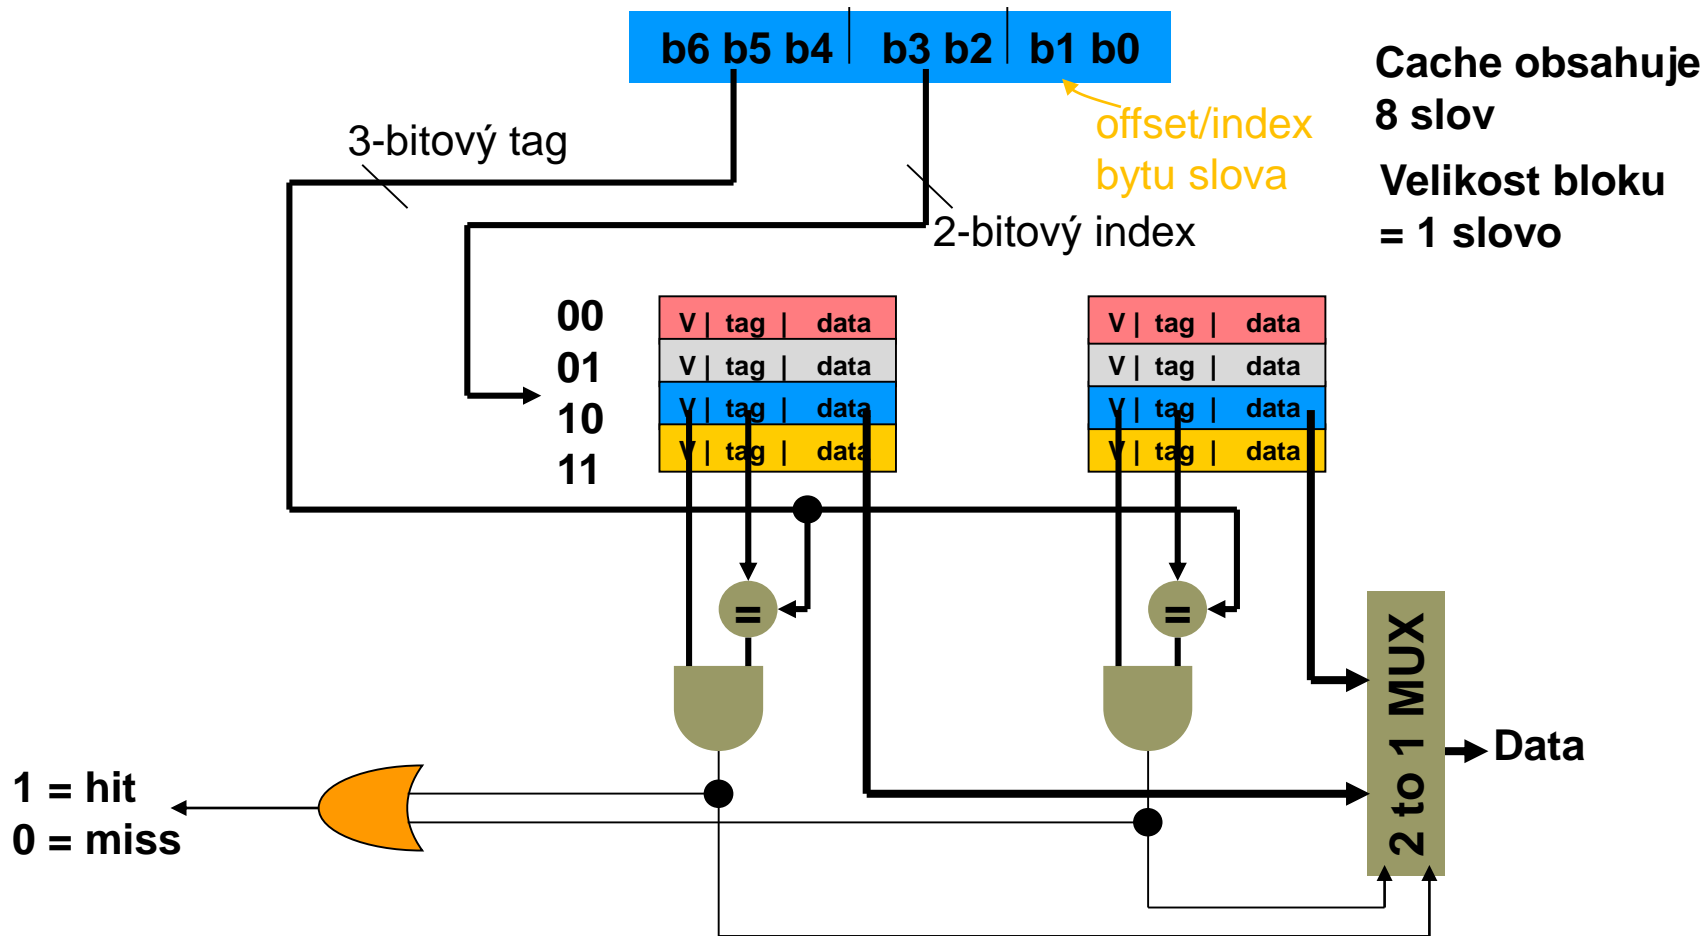 b6 b5 b4 b3 b2 b1 b0
Cache obsahuje
8 slov
offset/index
bytu slova
3-bitový tag
Velikost bloku
= 1 slovo
2-bitový index
00
01
10
11
V | tag | data
V | tag | data
V | tag | data
V | tag | data
V | tag | data
V | tag | data
V | tag | data
V | tag | data
=
=
2 to 1 MUX
Data
1 = hit
0 = miss